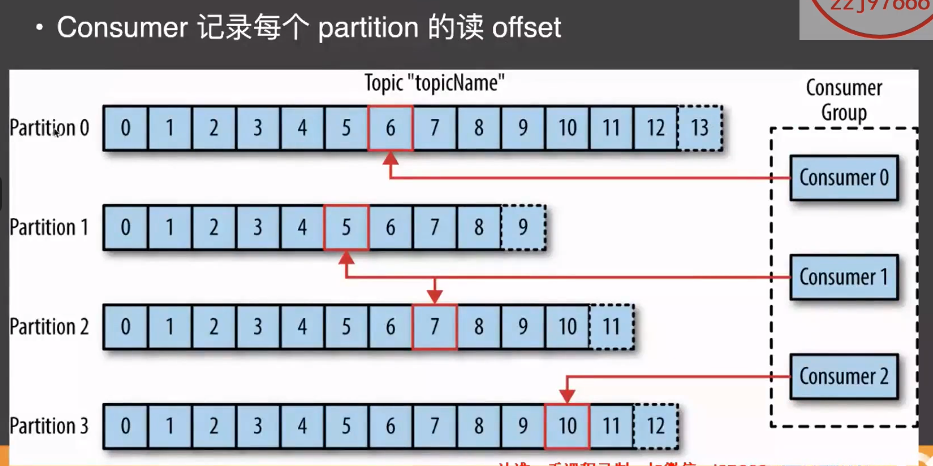 • Consumer 记录每个 partition 的读 offset
Topic "topicName"
Consumer
Group
Partition 0
0 1 2 3 4 5 6 7 8 9 10 11 12 13
Consumer 0
Partition 1
0 1 2 3 4 5 6 7 8 9
Consumer 1
Partition 2
0 1 2 3 4 5 6 7 8 9 10 11
Consumer 2
Partition 3
0 1 2 3 4 5 6 7 8 9 10 11 12